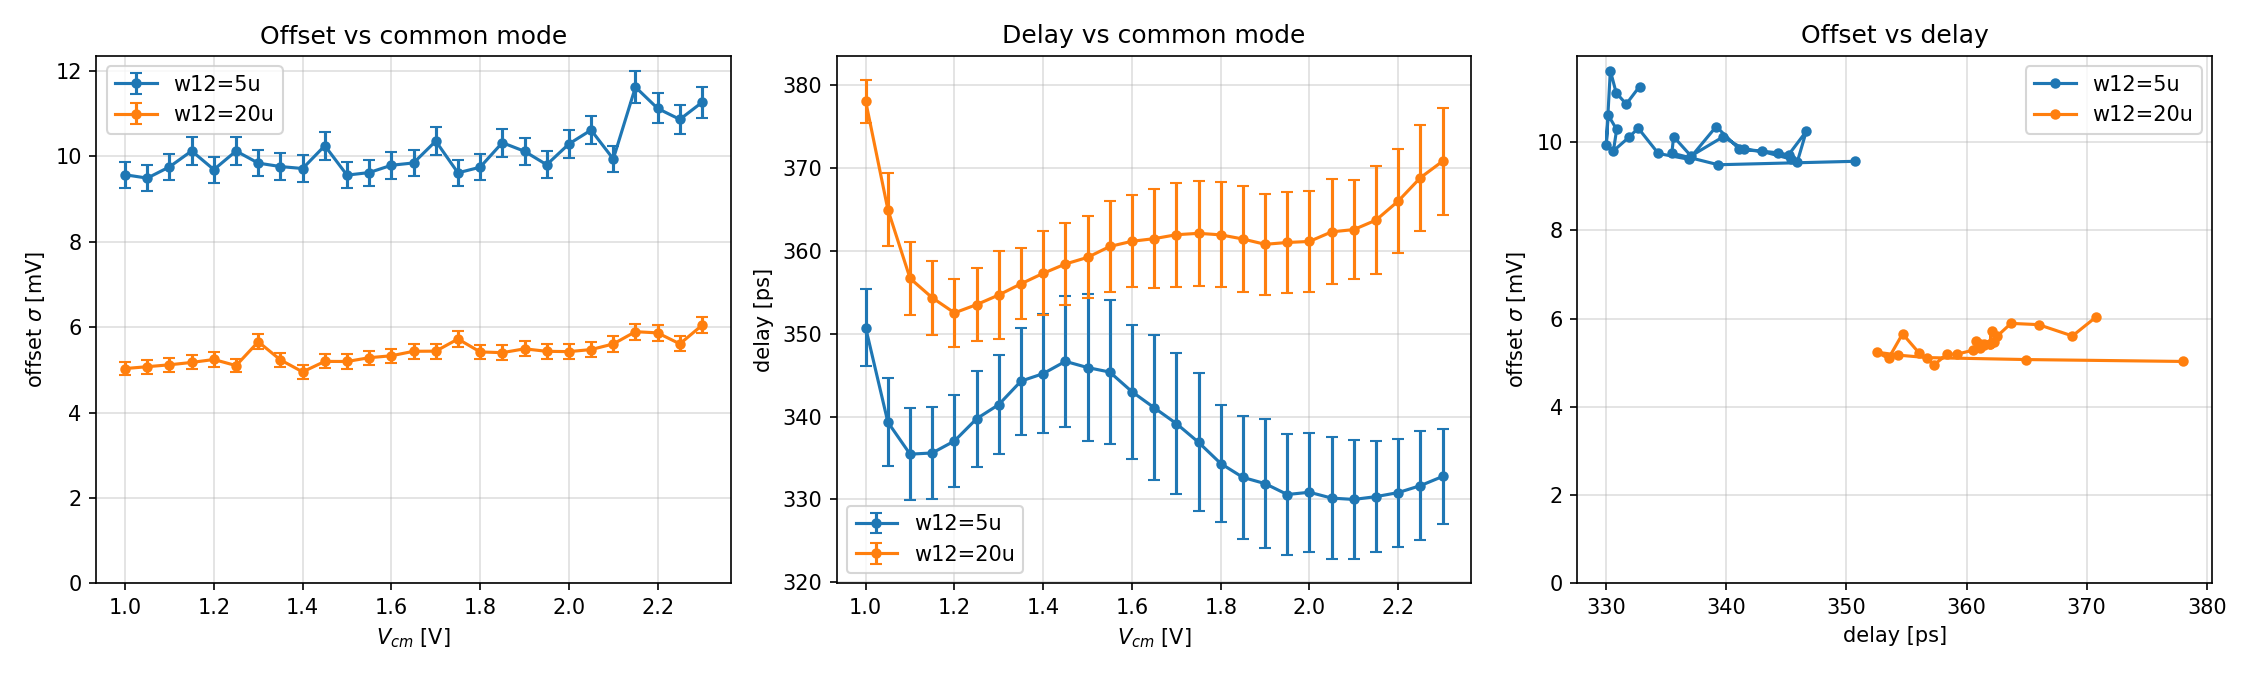 Offset vs common mode
12
10
8
6
4
2
0
offset σ [mV]
w12=5u
w12=20u
1.0 1.2 1.4 1.6 1.8 2.0 2.2
V_cm [V]
Delay vs common mode
380
370
360
350
340
330
320
delay [ps]
w12=5u
w12=20u
1.0 1.2 1.4 1.6 1.8 2.0 2.2
V_cm [V]
Offset vs delay
10
8
6
4
2
0
offset σ [mV]
w12=5u
w12=20u
330 340 350 360 370 380
delay [ps]